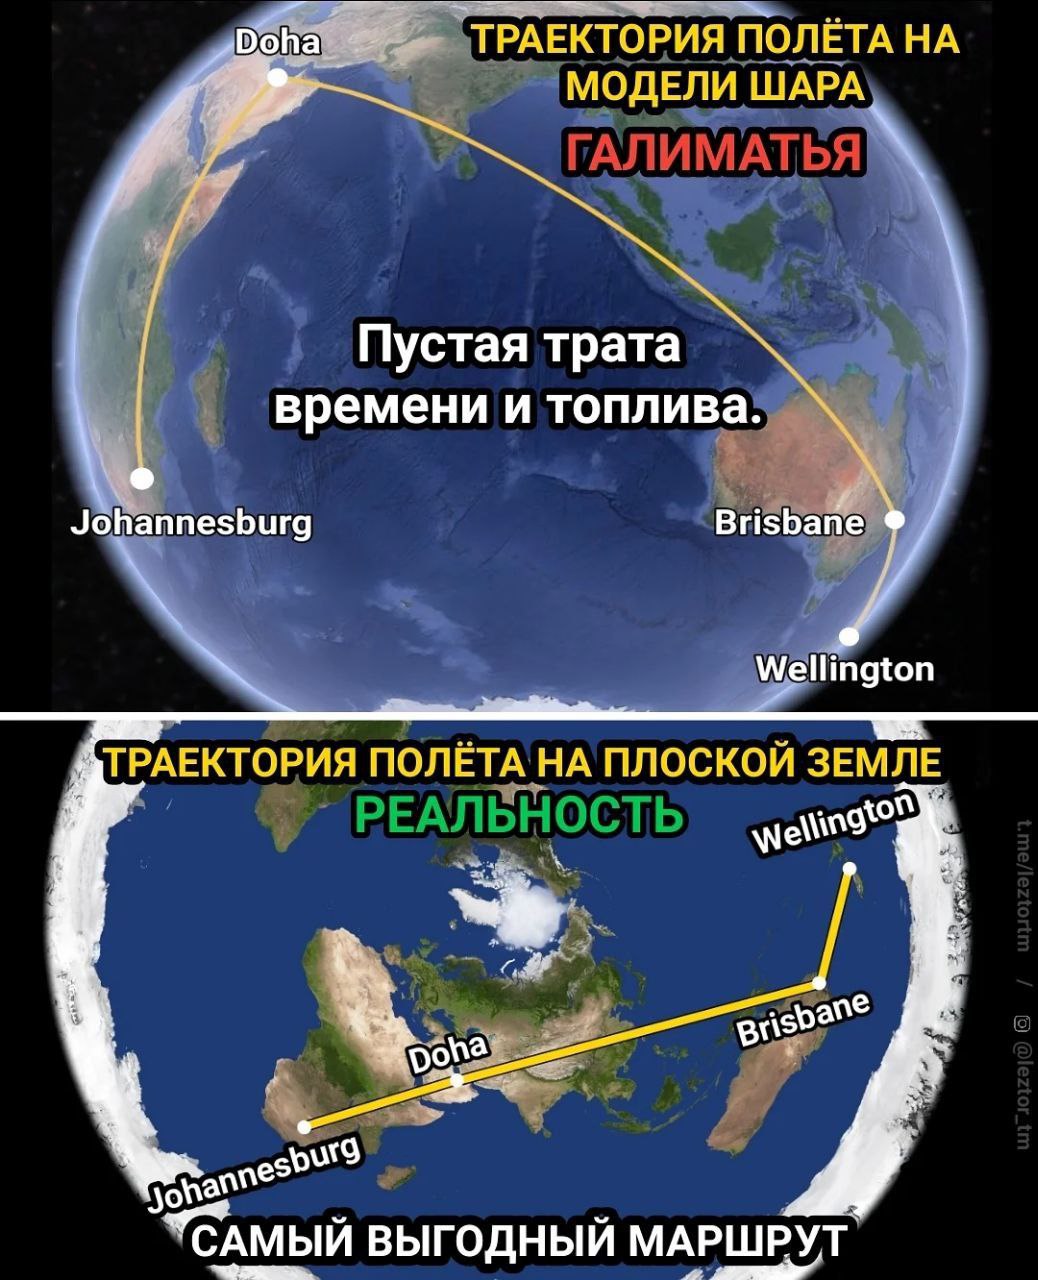 Doha
ТРАЕКТОРИЯ ПОЛЁТА НА
МОДЕЛИ ШАРА
ГАЛИМАТЬЯ
Пустая трата
времени и топлива.
Johannesburg
Brisbane
Wellington
ТРАЕКТОРИЯ ПОЛЁТА НА ПЛОСКОЙ ЗЕМЛЕ
РЕАЛЬНОСТЬ
Wellington
Brisbane
Doha
Johannesburg
САМЫЙ ВЫГОДНЫЙ МАРШРУТ
t.me/leztortm / @leztor_tm